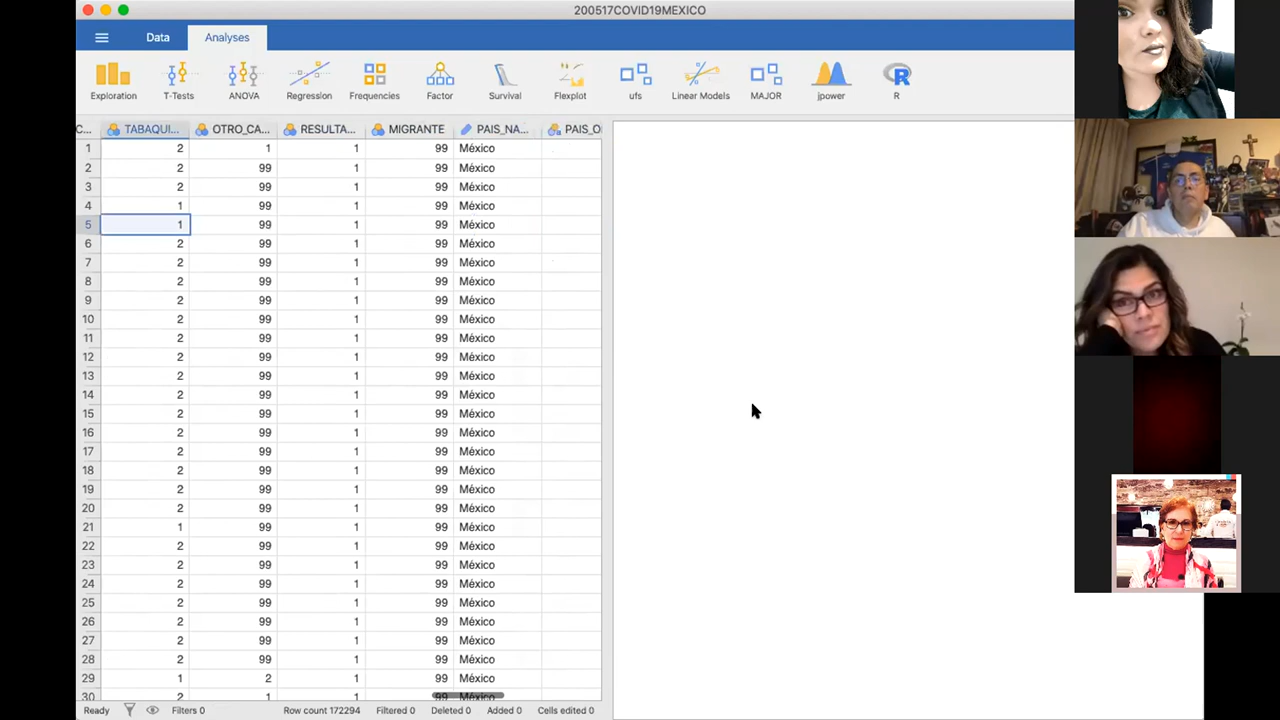 200517COVID19MEXICO
Data Analyses
Exploration T-Tests ANOVA Regression Frequencies Factor Survival Flexplot ufs Linear Models MAJOR jpower R
C... TABAQUI... OTRO_CA... RESULTA... MIGRANTE PAIS_NA... PAIS_O
1 2 1 1 99 México
2 2 99 1 99 México
3 2 99 1 99 México
4 1 99 1 99 México
5 1 99 1 99 México
6 2 99 1 99 México
7 2 99 1 99 México
8 2 99 1 99 México
9 2 99 1 99 México
10 2 99 1 99 México
11 2 99 1 99 México
12 2 99 1 99 México
13 2 99 1 99 México
14 2 99 1 99 México
15 2 99 1 99 México
16 2 99 1 99 México
17 2 99 1 99 México
18 2 99 1 99 México
19 2 99 1 99 México
20 2 99 1 99 México
21 1 99 1 99 México
22 2 99 1 99 México
23 2 99 1 99 México
24 2 99 1 99 México
25 2 99 1 99 México
26 2 99 1 99 México
27 2 99 1 99 México
28 2 99 1 99 México
29 1 2 1 99 México
30 2 1 1 99 México
Ready Filters 0 Row count 172294 Filtered 0 Deleted 0 Added 0 Cells edited 0